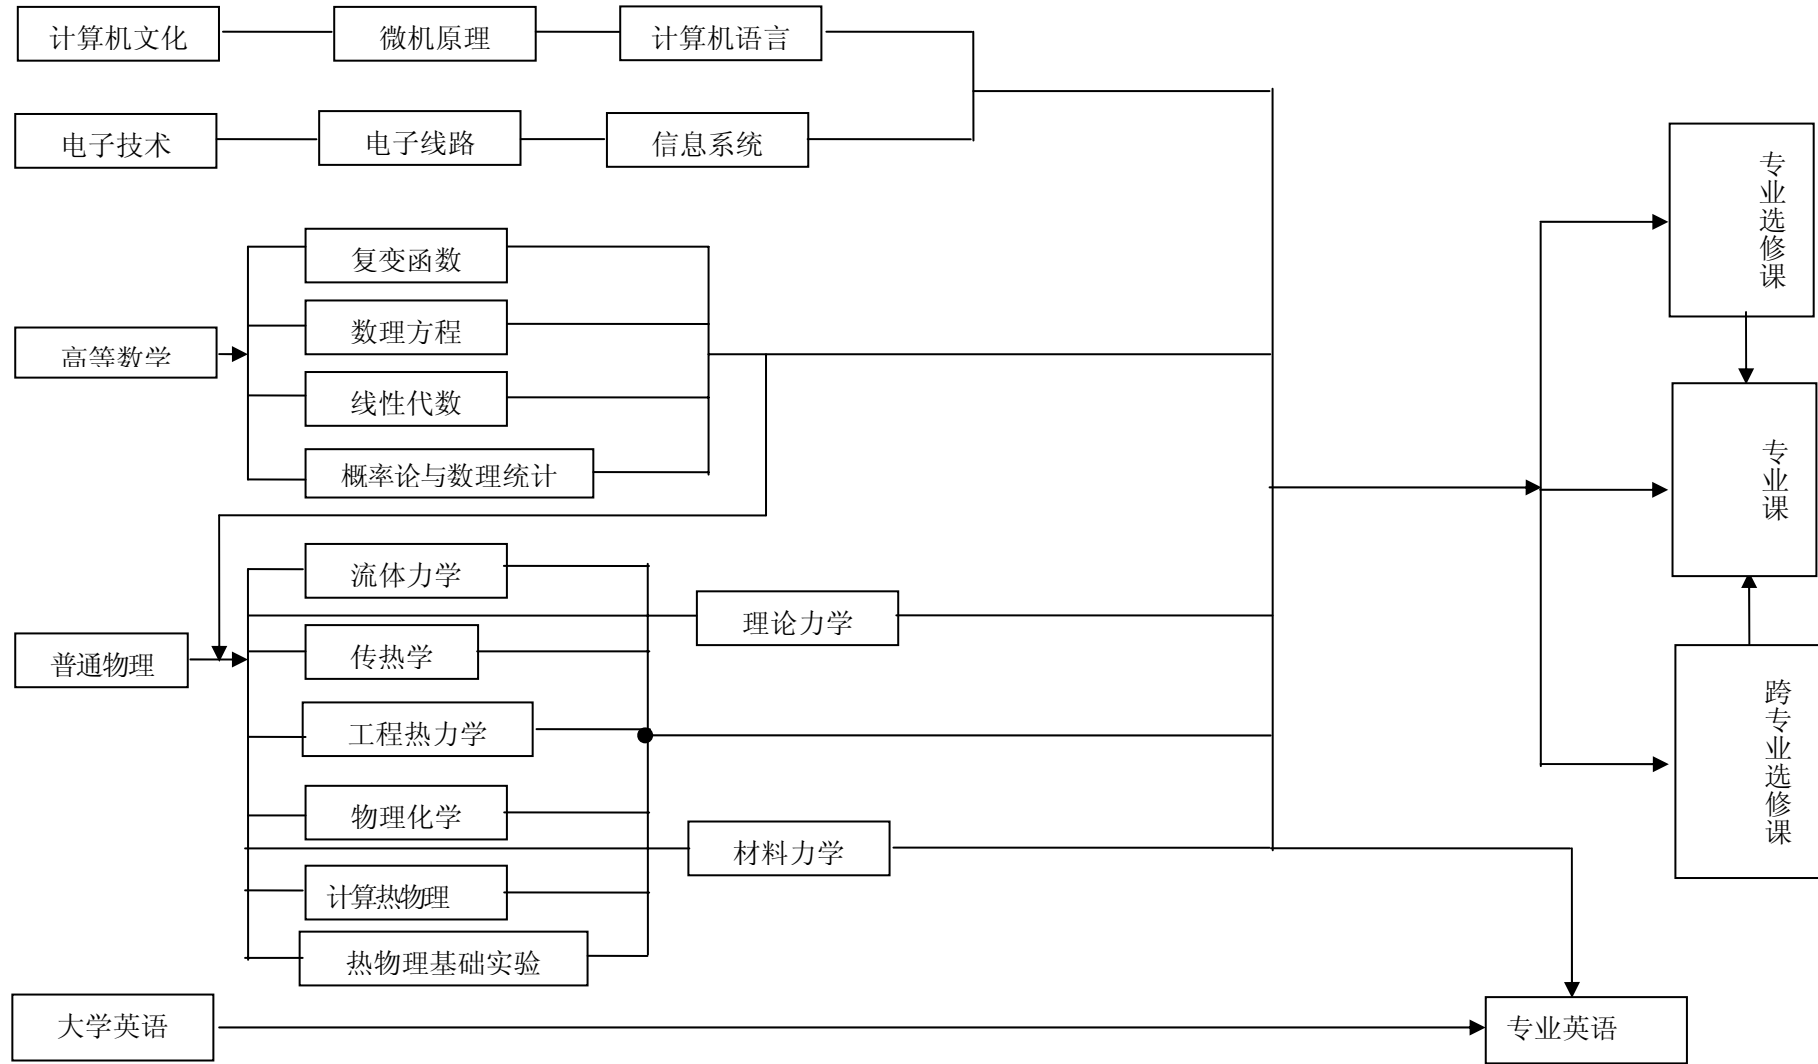 计算机文化
微机原理
计算机语言
电子技术
电子线路
信息系统
复变函数
数理方程
高等数学
线性代数
概率论与数理统计
流体力学
理论力学
普通物理
传热学
工程热力学
物理化学
材料力学
计算热物理
热物理基础实验
大学英语
专业英语
专业选修课
专业课
跨专业选修课